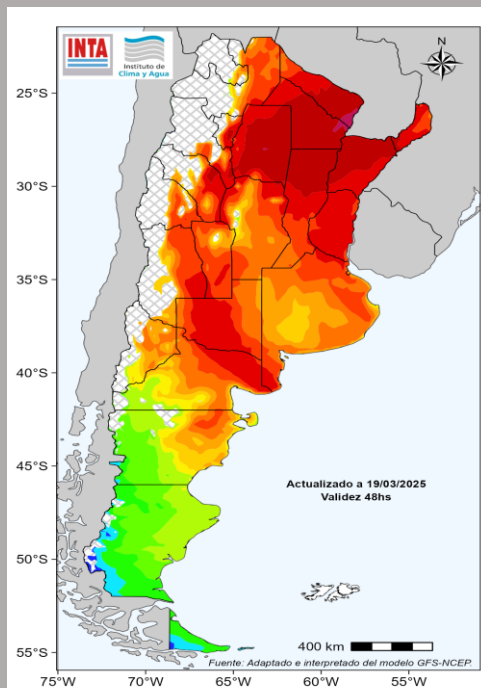 INTA
Instituto de
Clima y Agua
N
25°S
30°S
35°S
40°S
45°S
50°S
55°S
Actualizado a 19/03/2025
Validez 48hs
400 km
Fuente: Adaptado e interpretado del modelo GFS-NCEP.
75°W
70°W
65°W
60°W
55°W